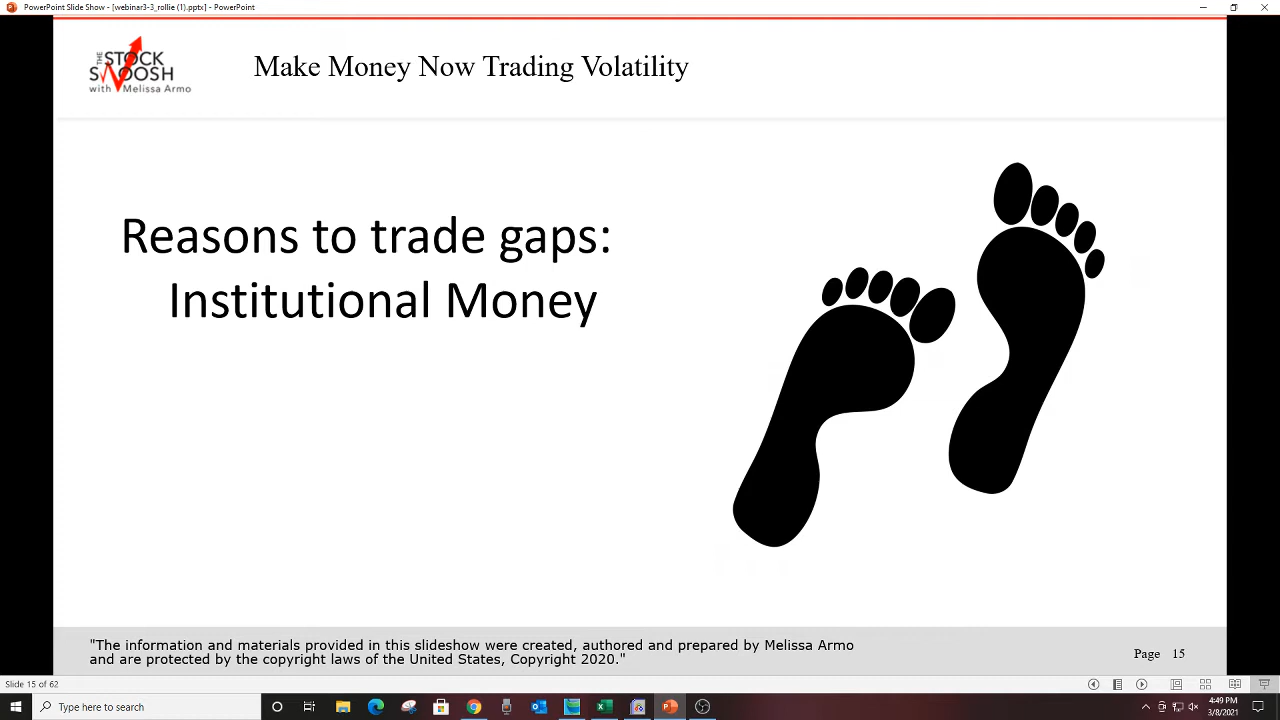 PowerPoint Slide Show - [webinar3-3_rollie (1).pptx] - PowerPoint
THE STOCK
SWOOSH
with Melissa Armo
Make Money Now Trading Volatility
Reasons to trade gaps:
Institutional Money
"The information and materials provided in this slideshow were created, authored and prepared by Melissa Armo
and are protected by the copyright laws of the United States, Copyright 2020."
Page 15
Slide 15 of 62
Type here to search
4:49 PM
3/8/2021